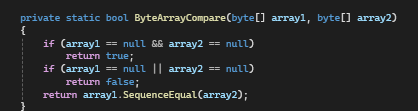 private static bool ByteArrayCompare(byte[] array1, byte[] array2)
{
    if (array1 == null && array2 == null)
        return true;
    if (array1 == null || array2 == null)
        return false;
    return array1.SequenceEqual(array2);
}